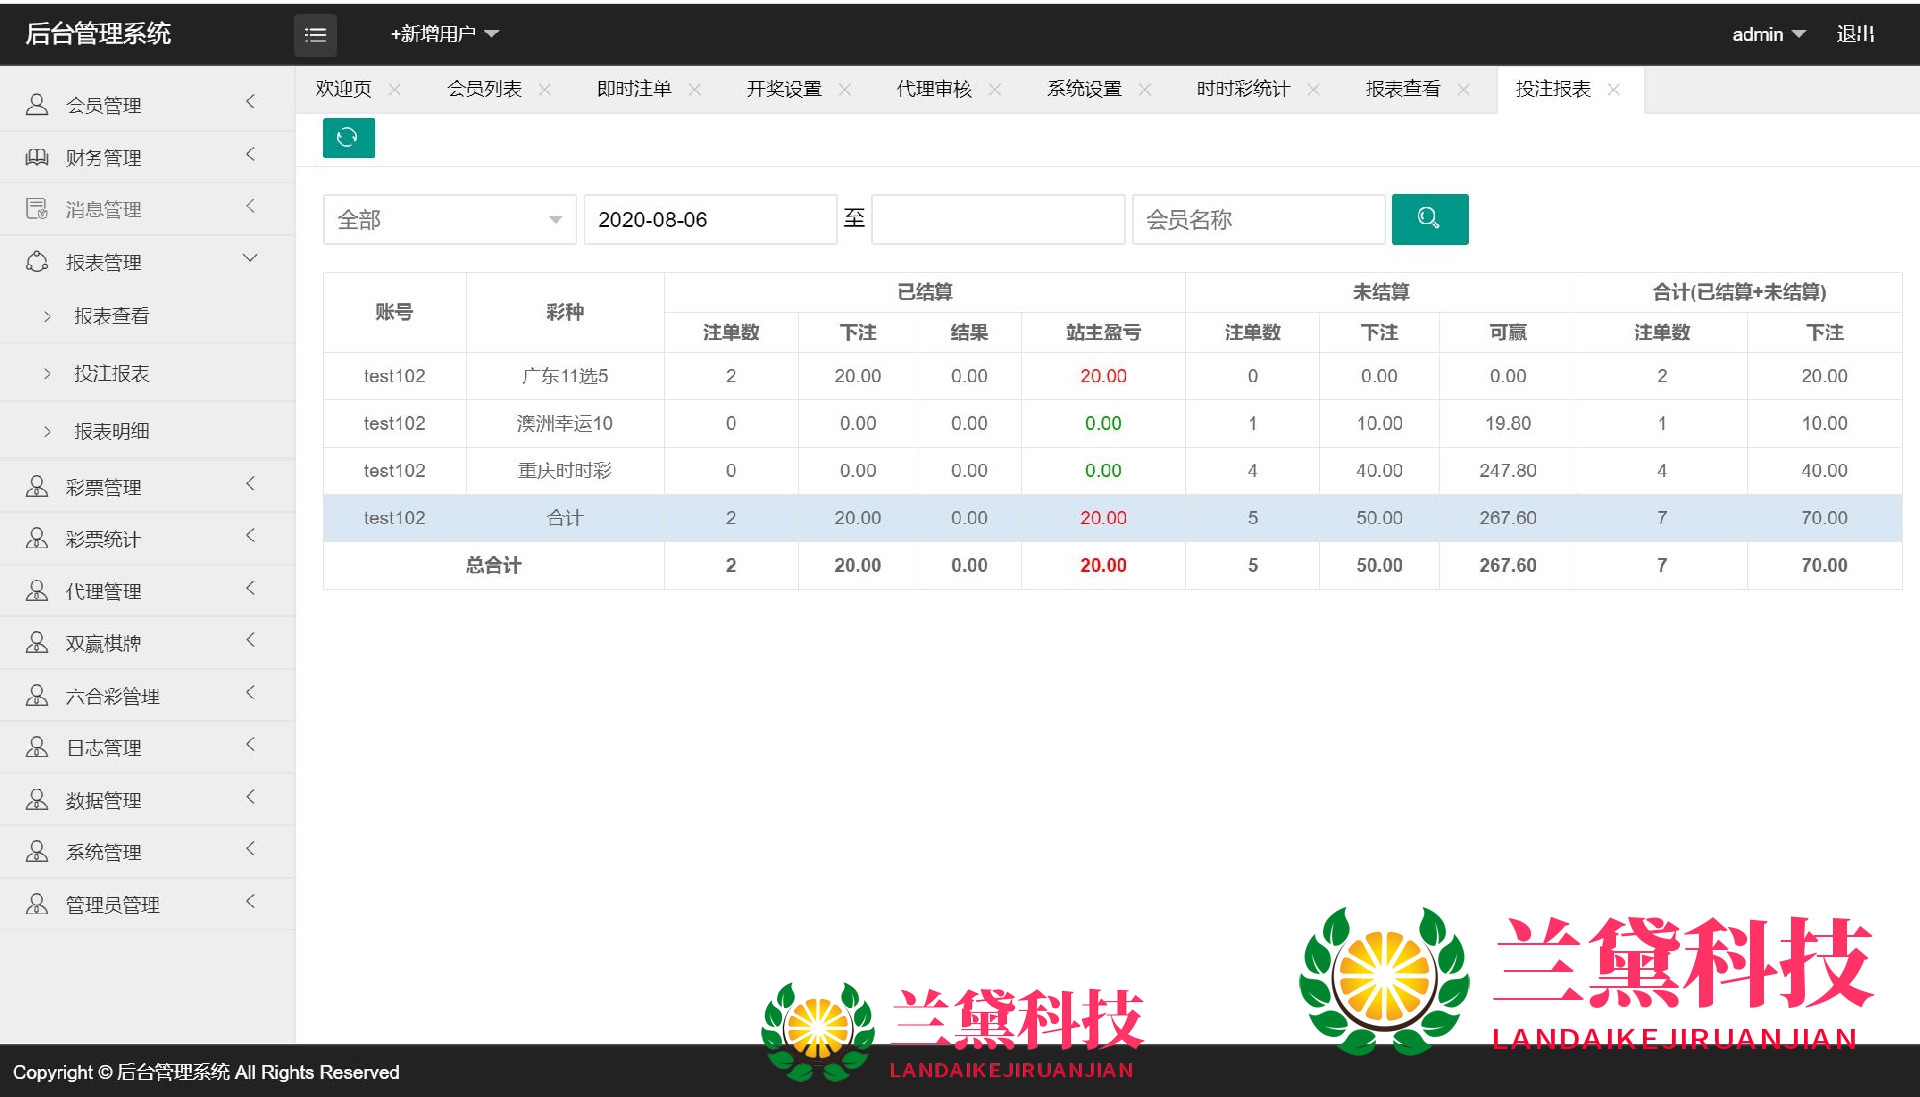 后台管理系统
+新增用户
admin
退出
欢迎页
会员列表
即时注单
开奖设置
代理审核
系统设置
时时彩统计
报表查看
投注报表
会员管理
财务管理
消息管理
报表管理
报表查看
投注报表
报表明细
彩票管理
彩票统计
代理管理
双赢棋牌
六合彩管理
日志管理
数据管理
系统管理
管理员管理
全部 2020-08-06 至 会员名称
账号 彩种 已结算 未结算 合计(已结算+未结算)
注单数 下注 结果 站主盈亏 注单数 下注 可赢 注单数 下注
test102 广东11选5 2 20.00 0.00 20.00 0 0.00 0.00 2 20.00
test102 澳洲幸运10 0 0.00 0.00 0.00 1 10.00 19.80 1 10.00
test102 重庆时时彩 0 0.00 0.00 0.00 4 40.00 247.80 4 40.00
test102 合计 2 20.00 0.00 20.00 5 50.00 267.60 7 70.00
总合计 2 20.00 0.00 20.00 5 50.00 267.60 7 70.00
兰黛科技
LANDAIKEJIRUANJIAN
兰黛科技
LANDAIKEJIRUANJIAN
Copyright © 后台管理系统 All Rights Reserved